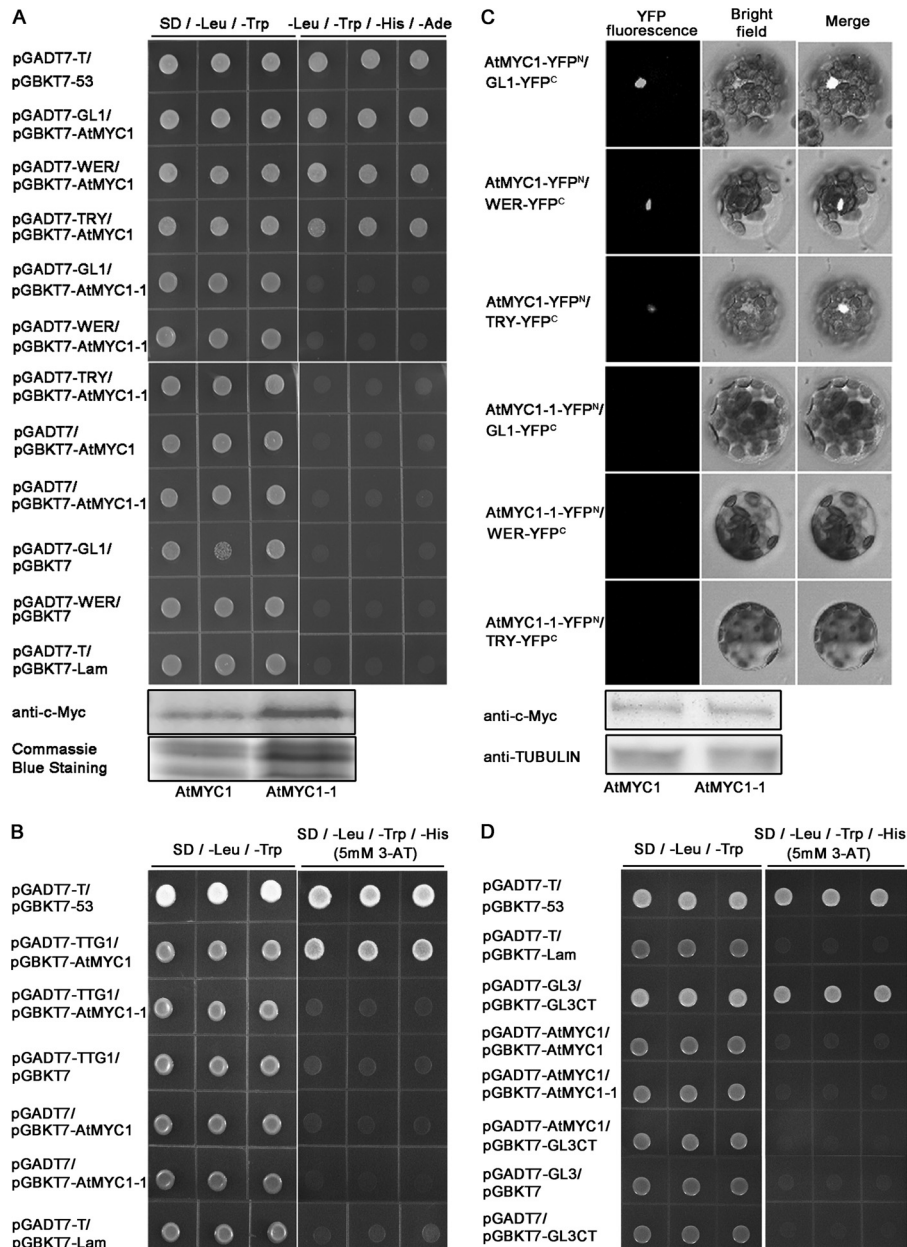 A
SD / -Leu / -Trp
-Leu / -Trp / -His / -Ade
pGADT7-T/
pGBKT7-53
pGADT7-GL1/
pGBKT7-AtMYC1
pGADT7-WER/
pGBKT7-AtMYC1
pGADT7-TRY/
pGBKT7-AtMYC1
pGADT7-GL1/
pGBKT7-AtMYC1-1
pGADT7-WER/
pGBKT7-AtMYC1-1
pGADT7-TRY/
pGBKT7-AtMYC1-1
pGADT7/
pGBKT7-AtMYC1
pGADT7/
pGBKT7-AtMYC1-1
pGADT7-GL1/
pGBKT7
pGADT7-WER/
pGBKT7
pGADT7-T/
pGBKT7-Lam
anti-c-Myc
Commassie
Blue Staining
AtMYC1 AtMYC1-1
C
YFP
fluorescence
Bright
field
Merge
AtMYC1-YFPᴺ/
GL1-YFPᶜ
AtMYC1-YFPᴺ/
WER-YFPᶜ
AtMYC1-YFPᴺ/
TRY-YFPᶜ
AtMYC1-1-YFPᴺ/
GL1-YFPᶜ
AtMYC1-1-YFPᴺ/
WER-YFPᶜ
AtMYC1-1-YFPᴺ/
TRY-YFPᶜ
anti-c-Myc
anti-TUBULIN
AtMYC1 AtMYC1-1
B
SD / -Leu / -Trp
SD / -Leu / -Trp / -His
(5mM 3-AT)
pGADT7-T/
pGBKT7-53
pGADT7-TTG1/
pGBKT7-AtMYC1
pGADT7-TTG1/
pGBKT7-AtMYC1-1
pGADT7-TTG1/
pGBKT7
pGADT7/
pGBKT7-AtMYC1
pGADT7/
pGBKT7-AtMYC1-1
pGADT7-T/
pGBKT7-Lam
D
SD / -Leu / -Trp
SD / -Leu / -Trp / -His
(5mM 3-AT)
pGADT7-T/
pGBKT7-53
pGADT7-T/
pGBKT7-Lam
pGADT7-GL3/
pGBKT7-GL3CT
pGADT7-AtMYC1/
pGBKT7-AtMYC1
pGADT7-AtMYC1/
pGBKT7-AtMYC1-1
pGADT7-AtMYC1/
pGBKT7-GL3CT
pGADT7-GL3/
pGBKT7
pGADT7/
pGBKT7-GL3CT